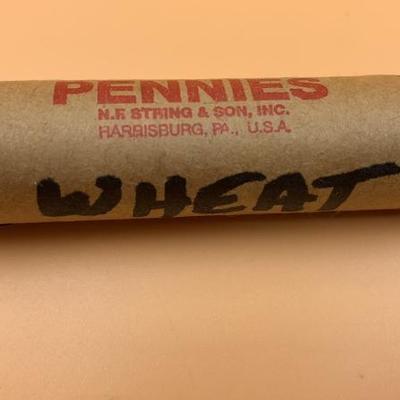 PENNIES
N.F. STRING & SON, INC.
HARRISBURG, PA., U.S.A.
WHEAT